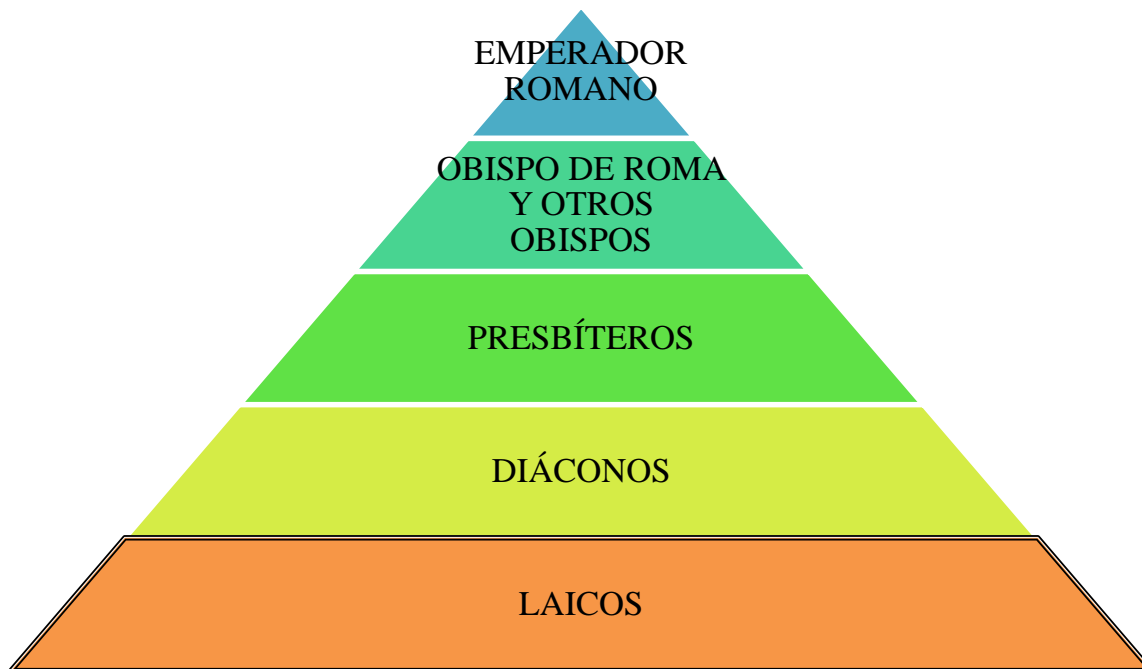 EMPERADOR
ROMANO
OBISPO DE ROMA
Y OTROS
OBISPOS
PRESBÍTEROS
DIÁCONOS
LAICOS